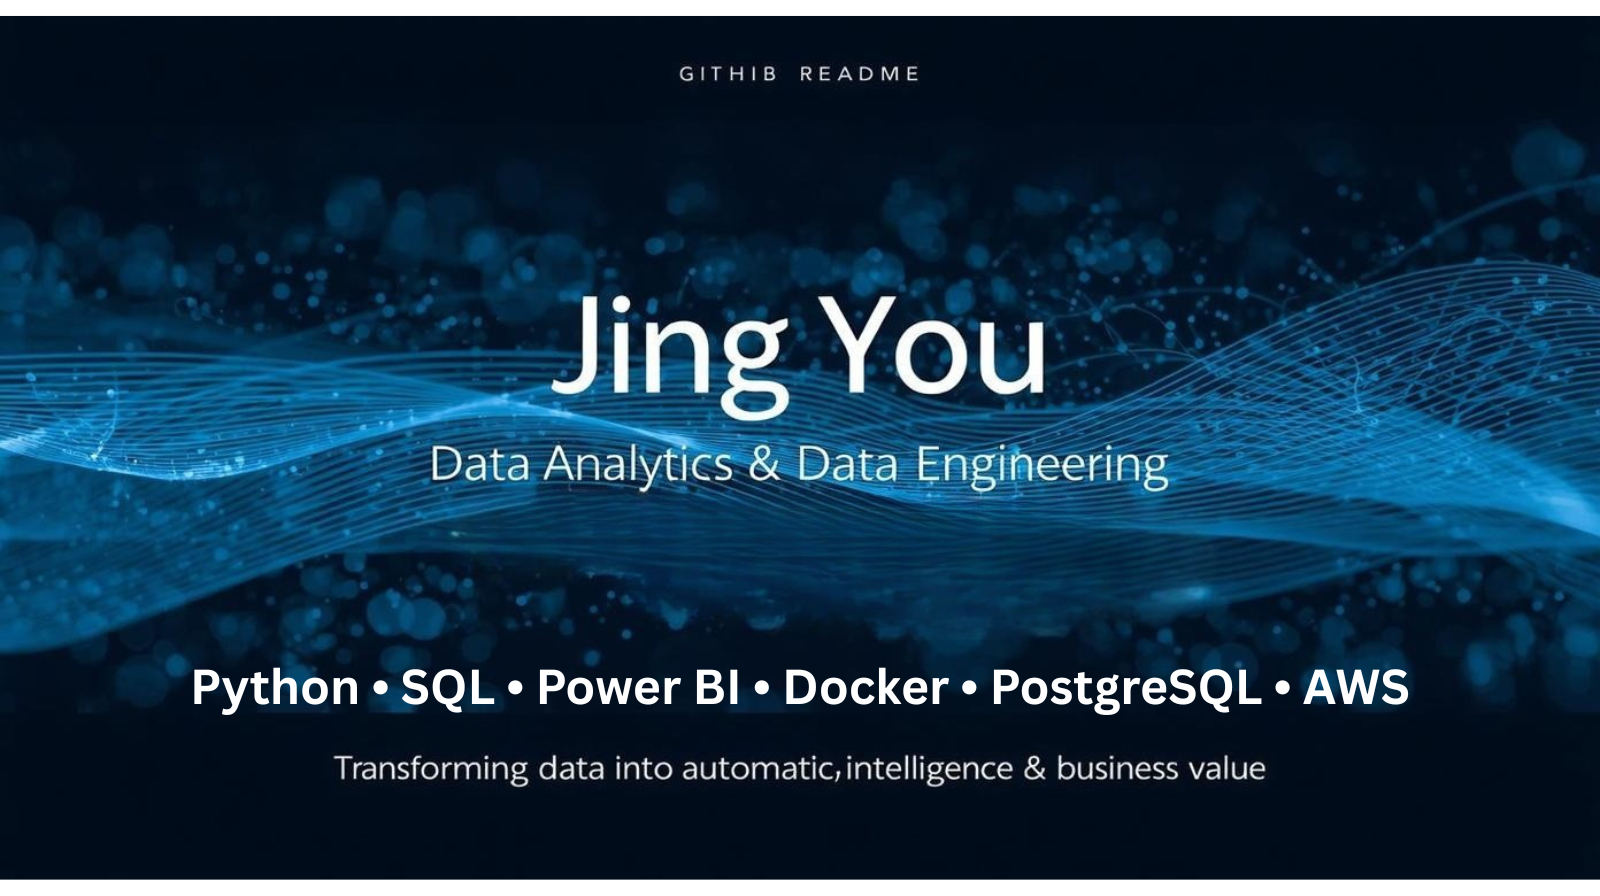 GITHIB README
Jing You
Data Analytics & Data Engineering
Python • SQL • Power BI • Docker • PostgreSQL • AWS
Transforming data into automatic, intelligence & business value